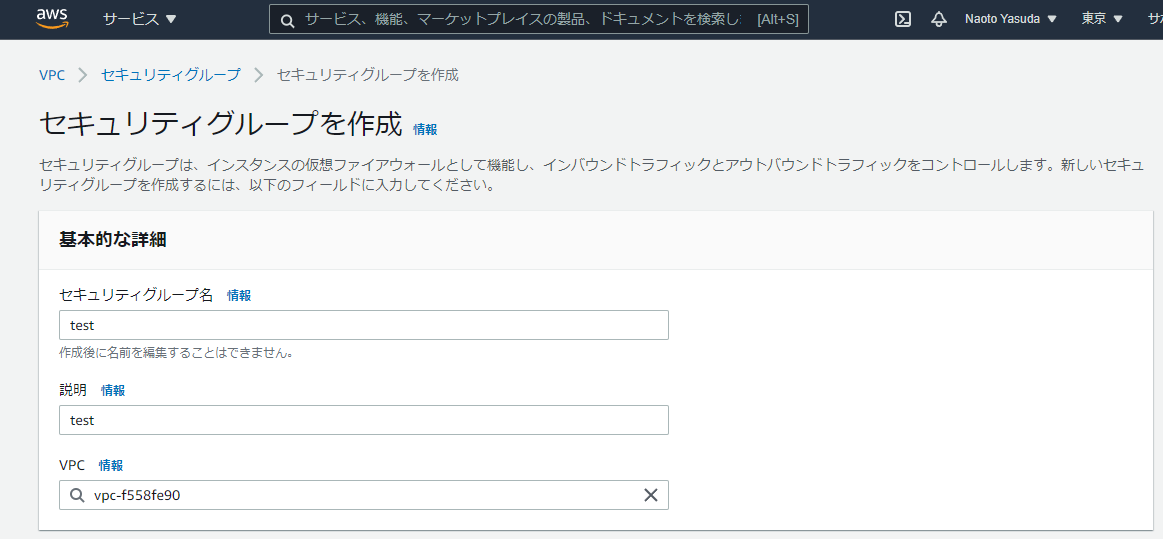 aws サービス サービス、機能、マーケットプレイスの製品、ドキュメントを検索し [Alt+S] Naoto Yasuda 東京 サポ
VPC セキュリティグループ セキュリティグループを作成
セキュリティグループを作成 情報
セキュリティグループは、インスタンスの仮想ファイアウォールとして機能し、インバウンドトラフィックとアウトバウンドトラフィックをコントロールします。新しいセキュ
リティグループを作成するには、以下のフィールドに入力してください。
基本的な詳細
セキュリティグループ名 情報
test
作成後に名前を編集することはできません。
説明 情報
test
VPC 情報
vpc-f558fe90